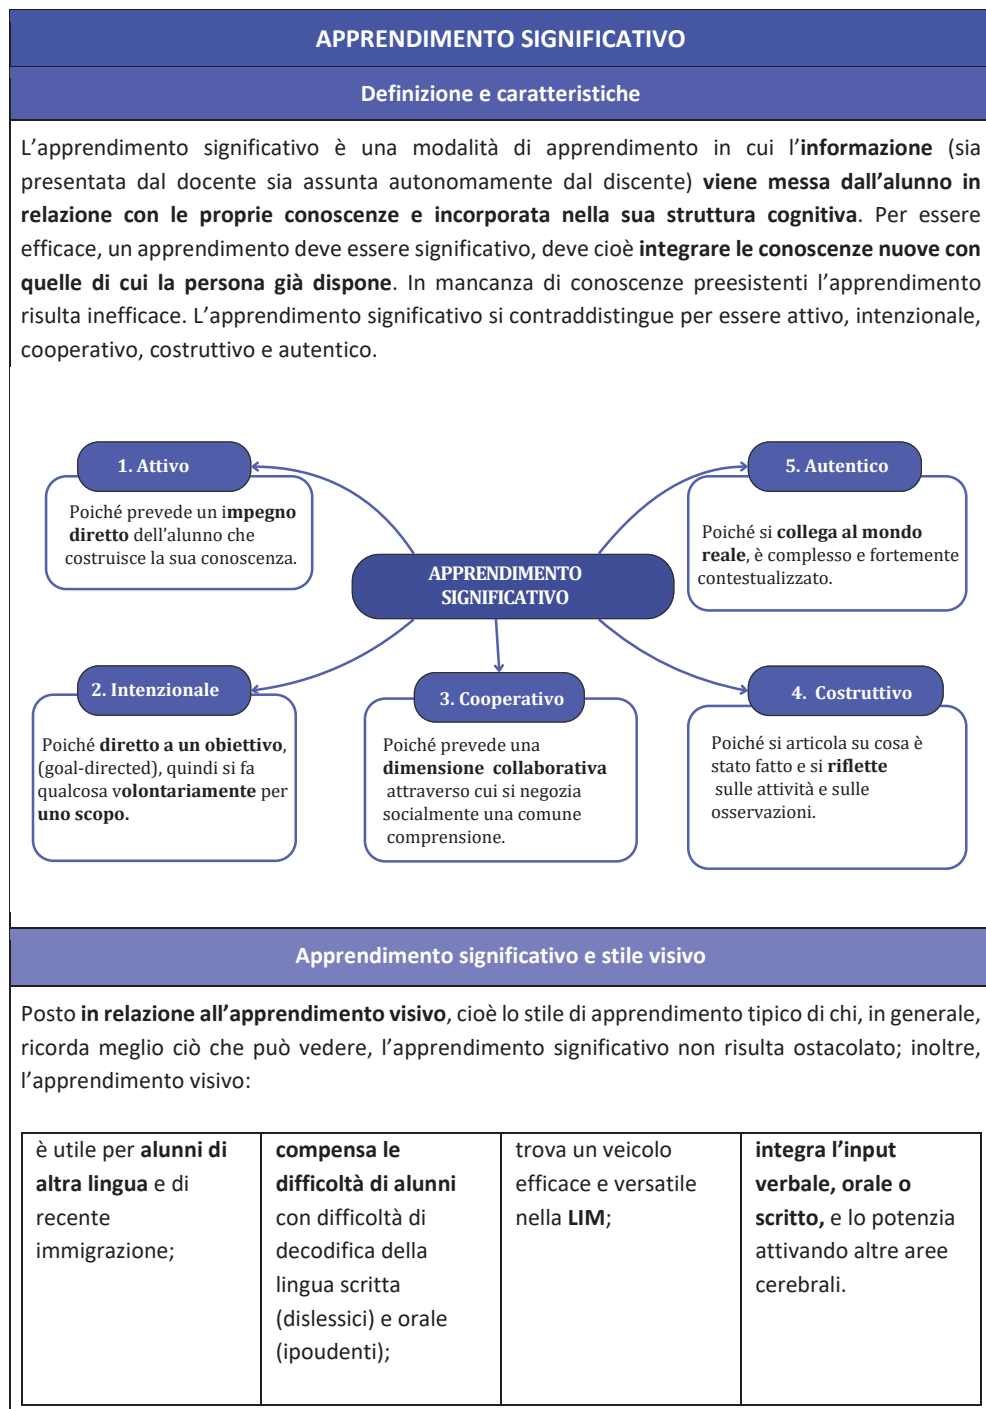 APPRENDIMENTO SIGNIFICATIVO
Definizione e caratteristiche
L’apprendimento significativo è una modalità di apprendimento in cui l’informazione (sia
presentata dal docente sia assunta autonomamente dal discente) viene messa dall’alunno in
relazione con le proprie conoscenze e incorporata nella sua struttura cognitiva. Per essere
efficace, un apprendimento deve essere significativo, deve cioè integrare le conoscenze nuove con
quelle di cui la persona già dispone. In mancanza di conoscenze preesistenti l’apprendimento
risulta inefficace. L’apprendimento significativo si contraddistingue per essere attivo, intenzionale,
cooperativo, costruttivo e autentico.
1. Attivo
Poiché prevede un impegno
diretto dell’alunno che
costruisce la sua conoscenza.
5. Autentico
Poiché si collega al mondo
reale, è complesso e fortemente
contestualizzato.
APPRENDIMENTO
SIGNIFICATIVO
2. Intenzionale
Poiché diretto a un obiettivo,
(goal-directed), quindi si fa
qualcosa volontariamente per
uno scopo.
3. Cooperativo
Poiché prevede una
dimensione collaborativa
attraverso cui si negozia
socialmente una comune
comprensione.
4. Costruttivo
Poiché si articola su cosa è
stato fatto e si riflette
sulle attività e sulle
osservazioni.
Apprendimento significativo e stile visivo
Posto in relazione all’apprendimento visivo, cioè lo stile di apprendimento tipico di chi, in generale,
ricorda meglio ciò che può vedere, l’apprendimento significativo non risulta ostacolato; inoltre,
l’apprendimento visivo:
è utile per alunni di
altra lingua e di
recente
immigrazione;
compensa le
difficoltà di alunni
con difficoltà di
decodifica della
lingua scritta
(dislessici) e orale
(ipoudenti);
trova un veicolo
efficace e versatile
nella LIM;
integra l’input
verbale, orale o
scritto, e lo potenzia
attivando altre aree
cerebrali.